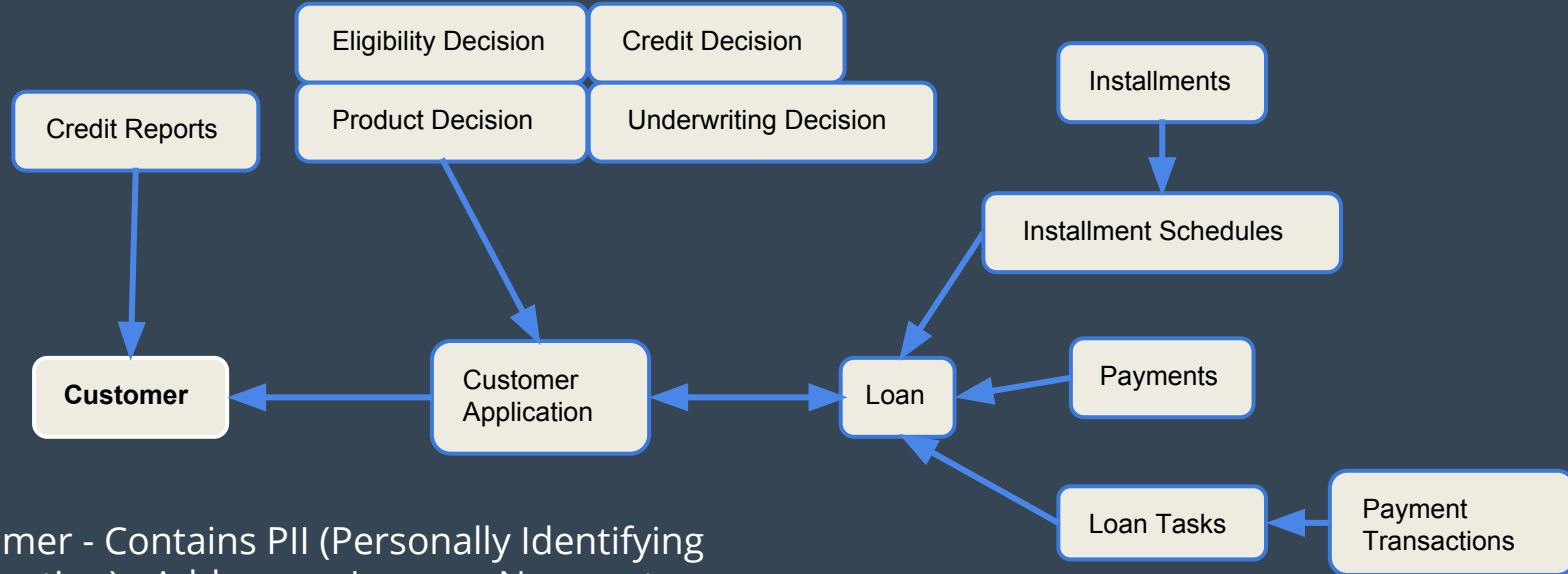 Eligibility Decision
Credit Decision
Installments
Credit Reports
Product Decision
Underwriting Decision
Installment Schedules
Customer
Customer
Application
Loan
Payments
Loan Tasks
Payment
Transactions
mer - Contains PII (Personally Identifying